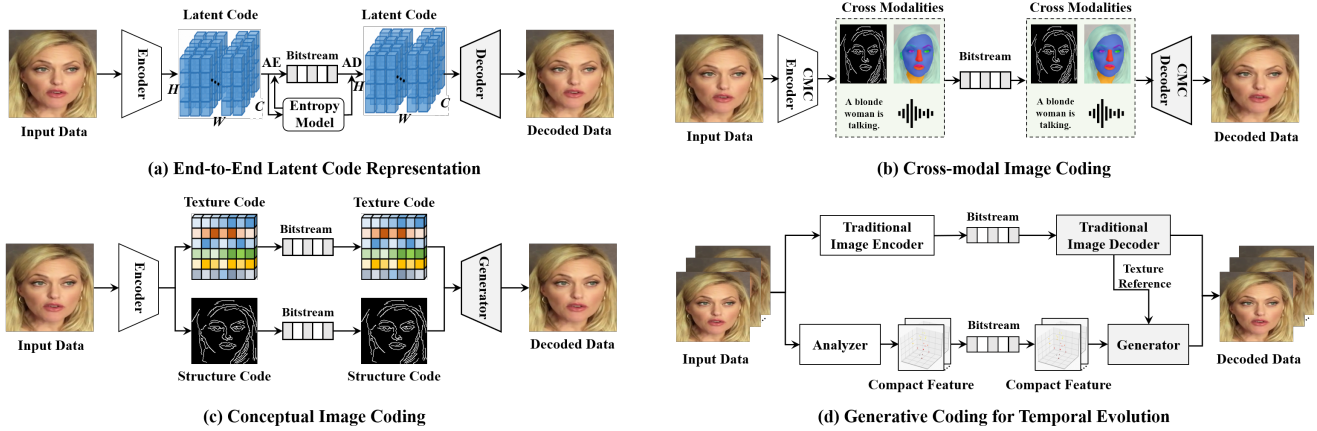 Latent Code
Latent Code
Encoder
AE
Bitstream
AD
Decoder
H
H
C
C
Entropy
Model
W
W
Input Data
Decoded Data
(a) End-to-End Latent Code Representation
Cross Modalities
Cross Modalities
CMC
Encoder
Bitstream
CMC
Decoder
A blonde
woman is
talking.
A blonde
woman is
talking.
Input Data
Decoded Data
(b) Cross-modal Image Coding
Texture Code
Texture Code
Bitstream
Encoder
Generator
Bitstream
Input Data
Decoded Data
Structure Code
Structure Code
(c) Conceptual Image Coding
Traditional
Image Encoder
Bitstream
Traditional
Image Decoder
Texture
Reference
Analyzer
Bitstream
Generator
Input Data
Decoded Data
Compact Feature
Compact Feature
(d) Generative Coding for Temporal Evolution